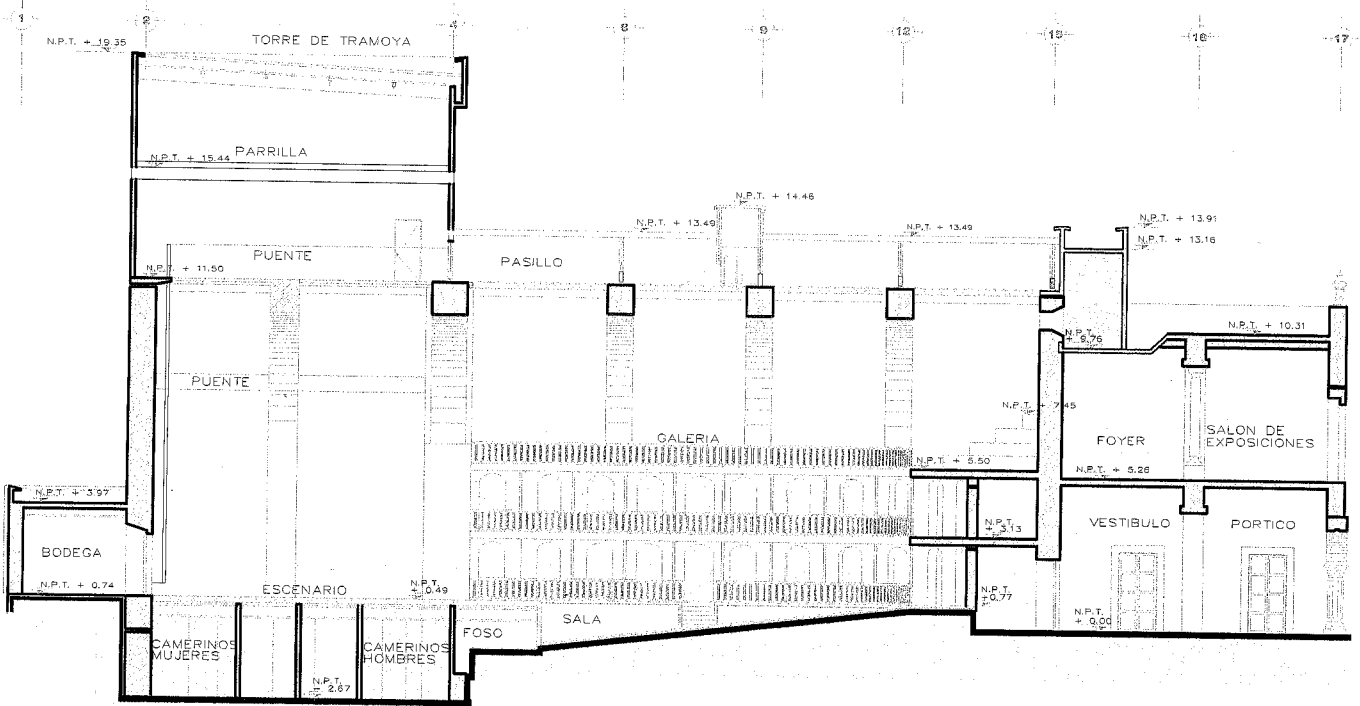 1
2
4
6
9
12
15
16
17
N.P.T. + 19.35
TORRE DE TRAMOYA
N.P.T. + 15.44
PARRILLA
N.P.T. + 14.46
N.P.T. + 13.49
N.P.T. + 13.49
N.P.T. + 13.91
N.P.T. + 13.16
PUENTE
PASILLO
N.P.T. + 11.50
N.P.T. + 10.31
N.P.T.
+ 9.76
PUENTE
N.P.T. + 7.45
GALERIA
FOYER
SALON DE
EXPOSICIONES
N.P.T. + 5.50
N.P.T. + 5.26
N.P.T. + 3.97
N.P.T.
+ 3.13
VESTIBULO
PORTICO
BODEGA
N.P.T. + 0.74
ESCENARIO
N.P.T.
+ 0.49
N.P.T.
+0.77
SALA
N.P.T.
+ 0.00
FOSO
CAMERINOS
MUJERES
CAMERINOS
HOMBRES
N.P.T.
- 2.67